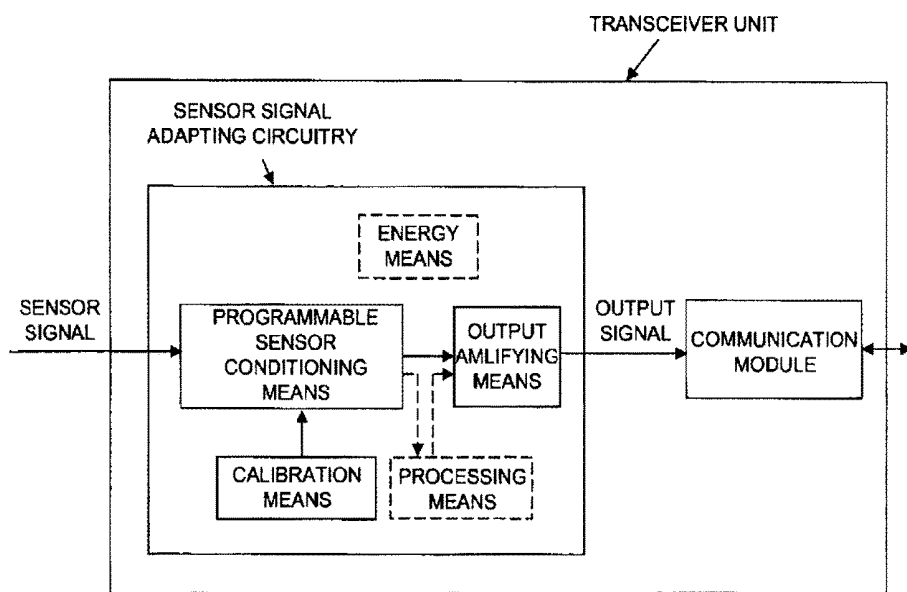 TRANSCEIVER UNIT
SENSOR SIGNAL
ADAPTING CIRCUITRY
ENERGY
MEANS
SENSOR
SIGNAL
PROGRAMMABLE
SENSOR
CONDITIONING
MEANS
OUTPUT
AMLIFYING
MEANS
OUTPUT
SIGNAL
COMMUNICATION
MODULE
CALIBRATION
MEANS
PROCESSING
MEANS